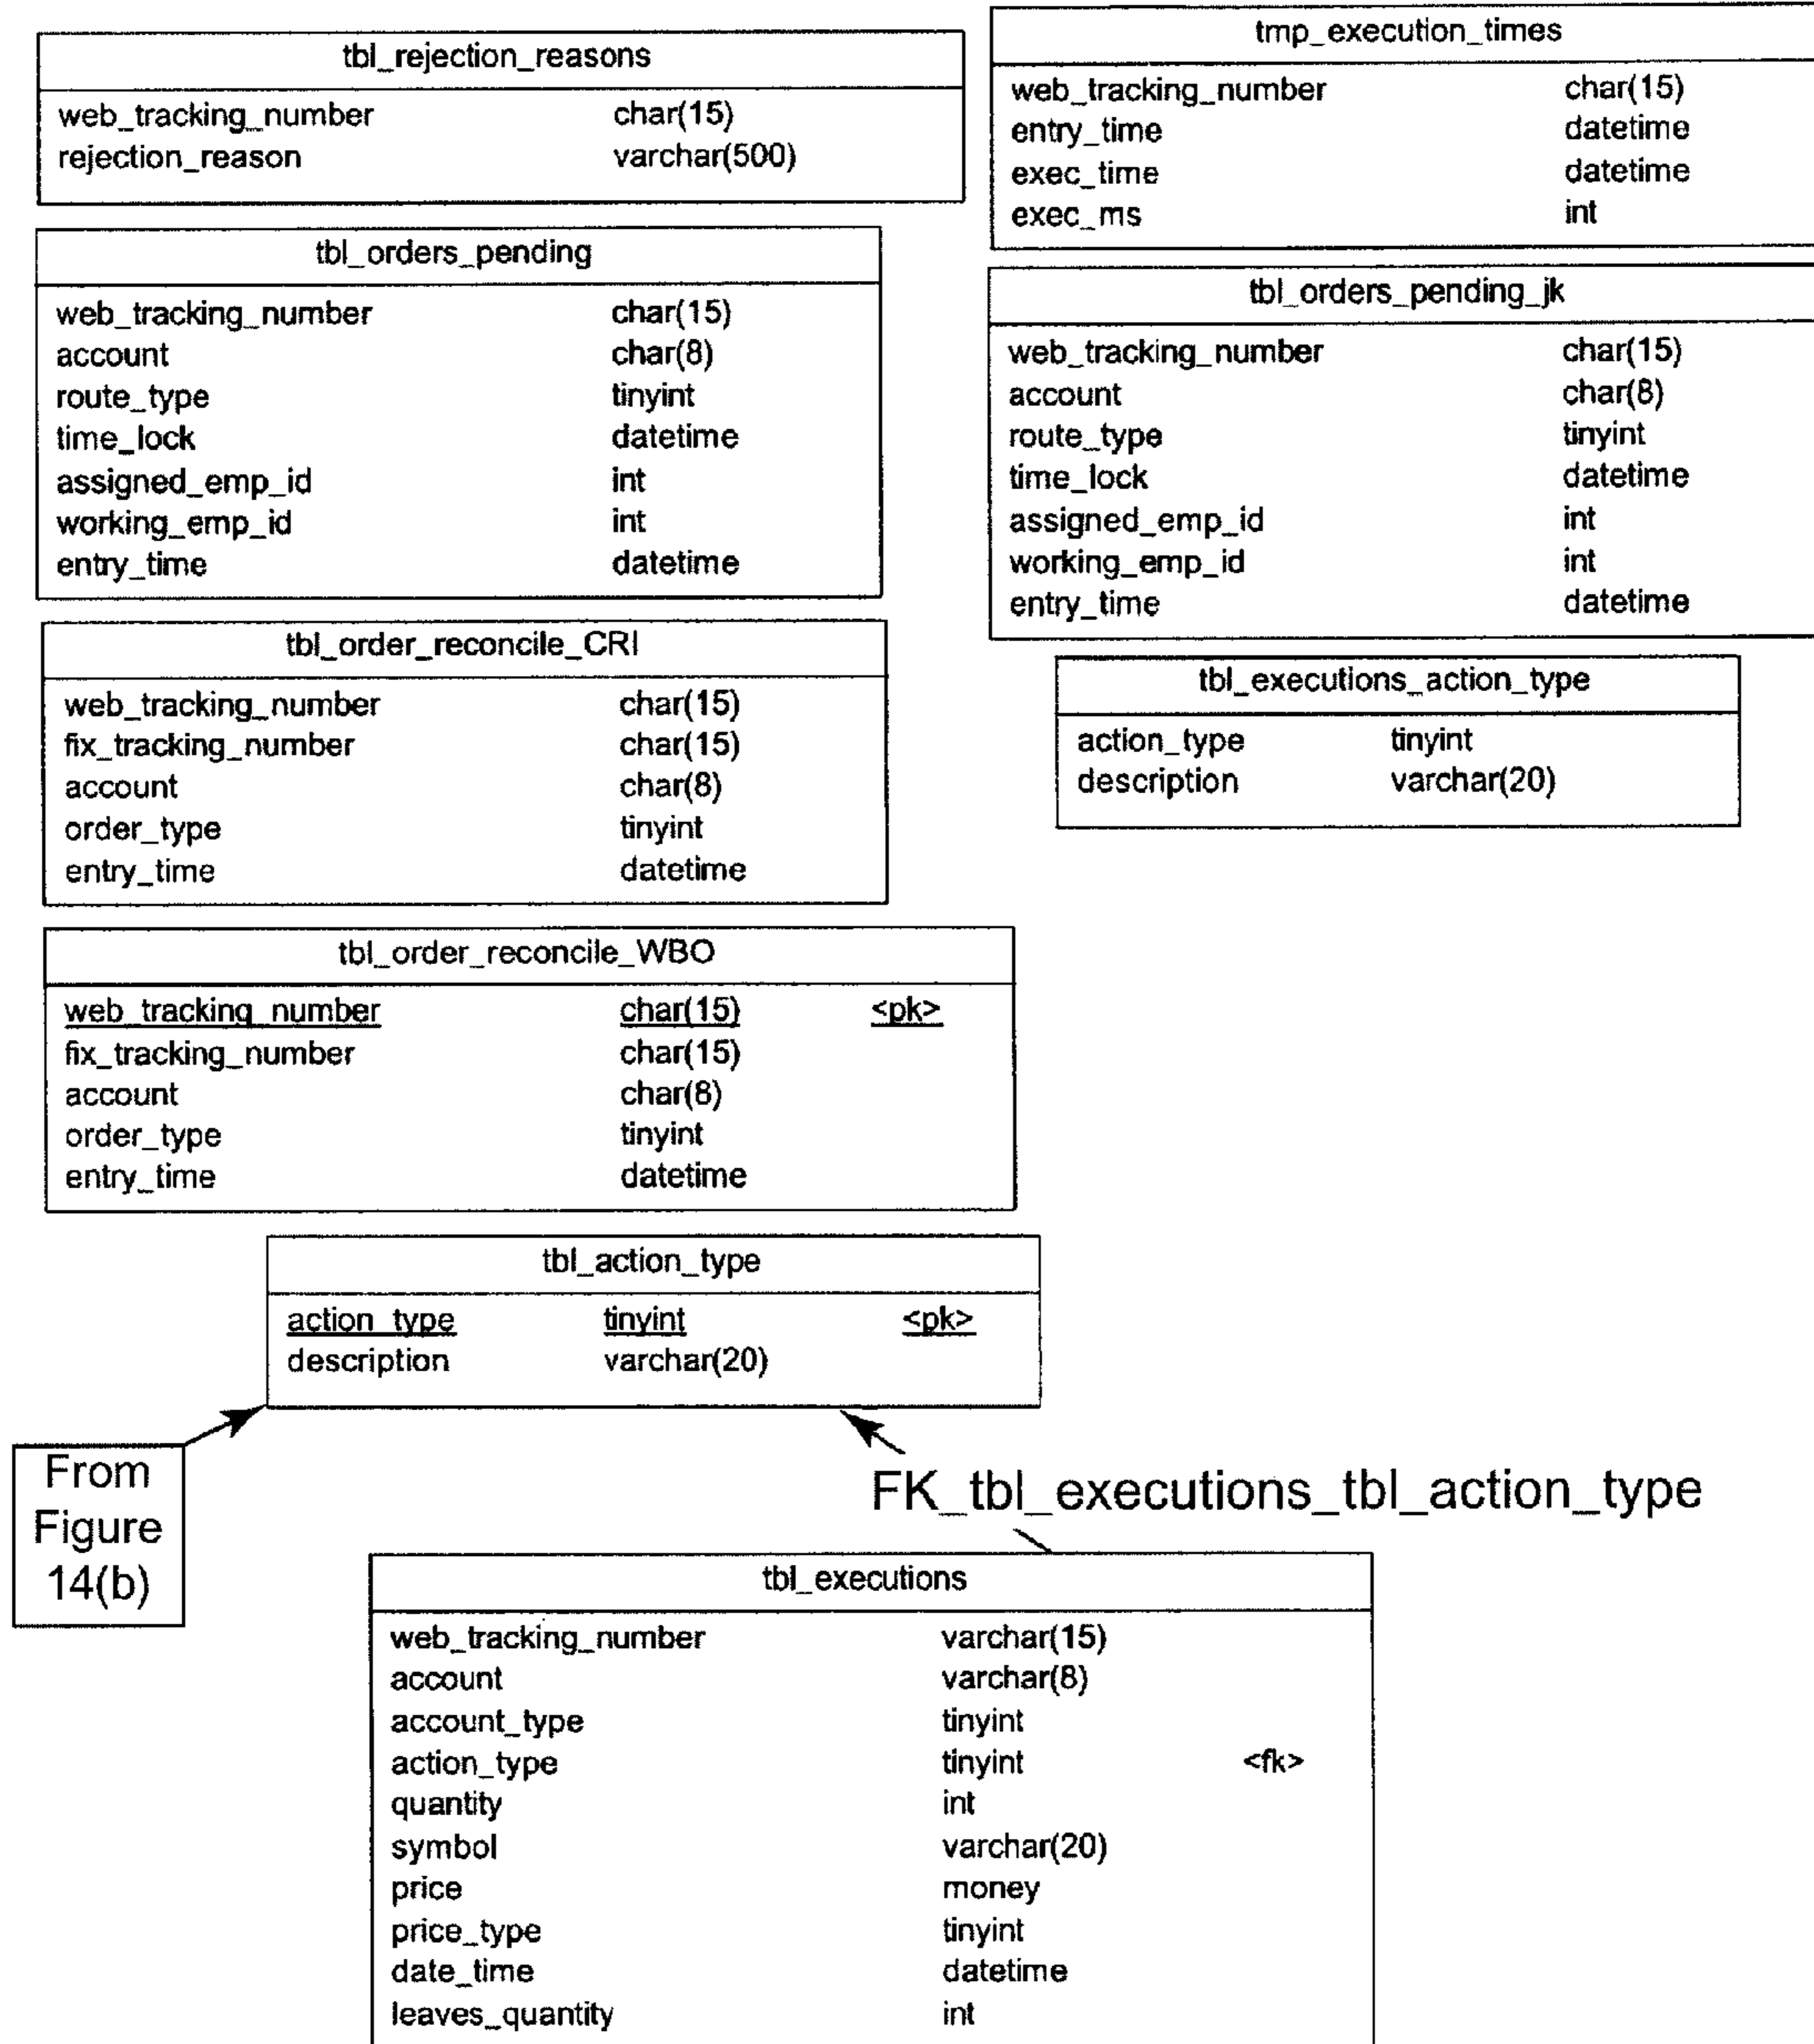 tbl_rejection_reasons
web_tracking_number char(15)
rejection_reason varchar(500)
tmp_execution_times
web_tracking_number char(15)
entry_time datetime
exec_time datetime
exec_ms int
tbl_orders_pending
web_tracking_number char(15)
account char(8)
route_type tinyint
time_lock datetime
assigned_emp_id int
working_emp_id int
entry_time datetime
tbl_orders_pending_jk
web_tracking_number char(15)
account char(8)
route_type tinyint
time_lock datetime
assigned_emp_id int
working_emp_id int
entry_time datetime
tbl_order_reconcile_CRI
web_tracking_number char(15)
fix_tracking_number char(15)
account char(8)
order_type tinyint
entry_time datetime
tbl_executions_action_type
action_type tinyint
description varchar(20)
tbl_order_reconcile_WBO
web_tracking_number char(15) <pk>
fix_tracking_number char(15)
account char(8)
order_type tinyint
entry_time datetime
tbl_action_type
action_type tinyint <pk>
description varchar(20)
From
Figure
14(b)
FK_tbl_executions_tbl_action_type
tbl_executions
web_tracking_number varchar(15)
account varchar(8)
account_type tinyint
action_type tinyint <fk>
quantity int
symbol varchar(20)
price money
price_type tinyint
date_time datetime
leaves_quantity int